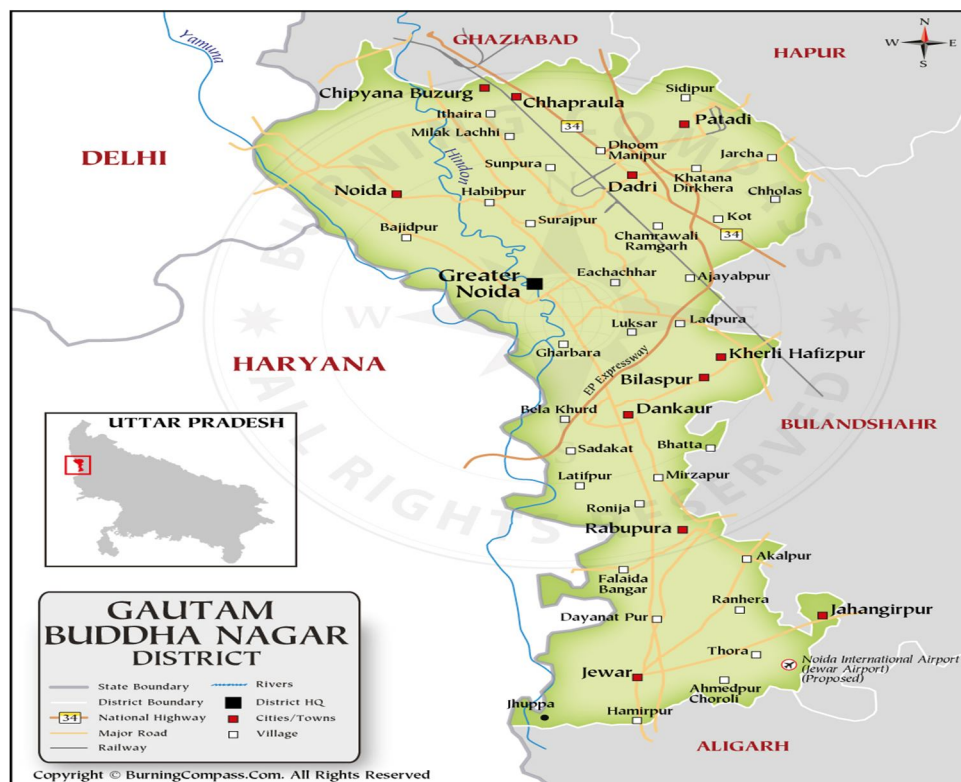 Yamuna
GHAZIABAD
HAPUR
N
W E
S
Chipyana Buzurg
Chhapraula
Sidipur
Ithaira
34
Patadi
Milak Lachhi
DELHI
Hindon
Dhoom
Manipur
Jarcha
Sunpura
Khatana
Dirkhera
Dadri
Noida
Habibpur
Chholas
Surajpur
Kot
Bajidpur
Chamrawali
Ramgarh
34
Greater
Noida
Eachachhar
Ajayabpur
Luksar
Ladpura
HARYANA
Gharbara
Kherli Hafizpur
EP Expressway
Bilaspur
Bela Khurd
Dankaur
UTTAR PRADESH
BULANDSHAHR
Sadakat
Bhatta
Latifpur
Mirzapur
Ronija
Rabupura
Akalpur
Falaida
Bangar
Ranhera
Jahangirpur
Dayanat Pur
Thora
Noida International Airport
(Jewar Airport)
(Proposed)
Jewar
Ahmedpur
Choroli
Jhuppa
Hamirpur
ALIGARH
GAUTAM
BUDDHA NAGAR
DISTRICT
State Boundary
Rivers
District Boundary
District HQ
34 National Highway
Cities/Towns
Major Road
Village
Railway
BURNING COMPASS
ALL RIGHTS RESERVED
W E
Copyright © BurningCompass.Com. All Rights Reserved